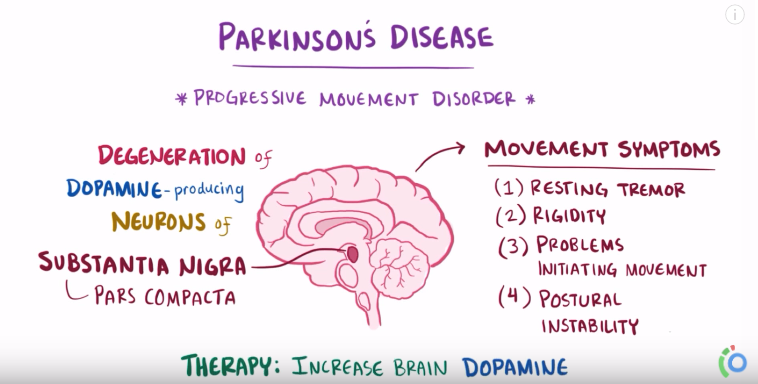 PARKINSON'S DISEASE
* PROGRESSIVE MOVEMENT DISORDER *
DEGENERATION of
DOPAMINE-producing
NEURONS of
SUBSTANTIA NIGRA
PARS COMPACTA
MOVEMENT SYMPTOMS
(1) RESTING TREMOR
(2) RIGIDITY
(3) PROBLEMS
INITIATING MOVEMENT
(4) POSTURAL
INSTABILITY
THERAPY: INCREASE BRAIN DOPAMINE